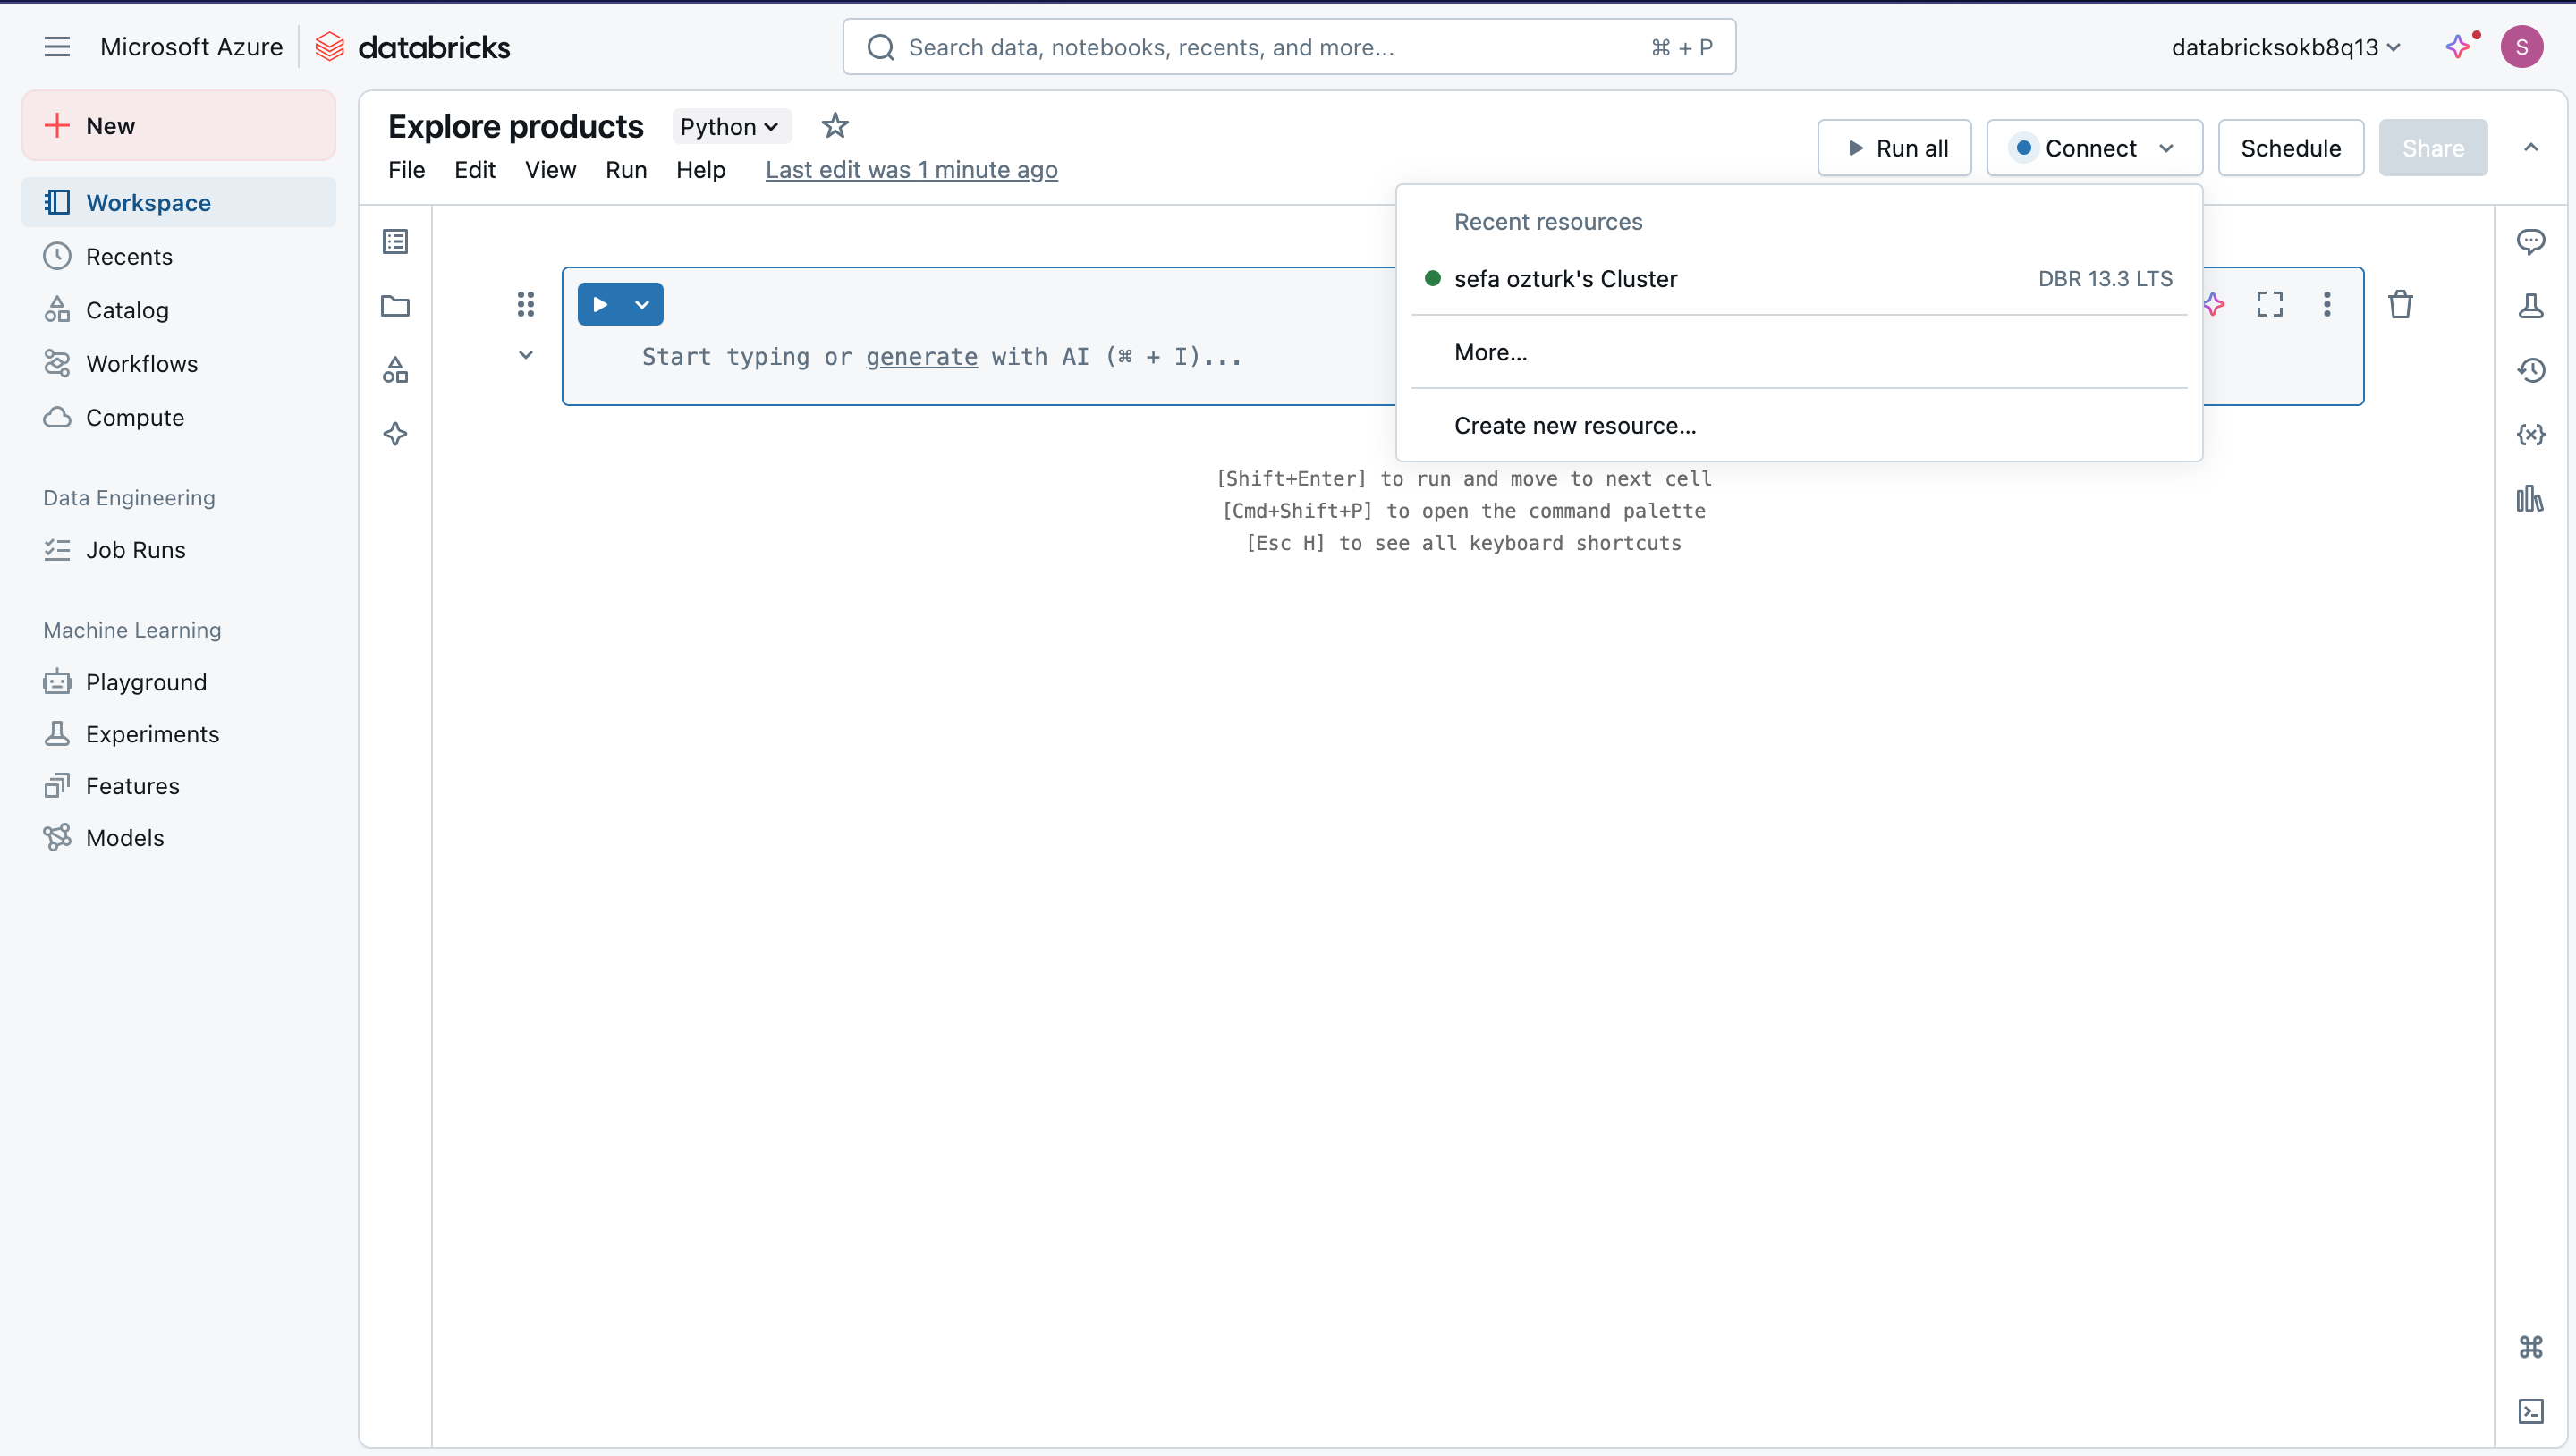 Microsoft Azure databricks
Search data, notebooks, recents, and more... ⌘ + P
databricksokb8q13
S
New
Workspace
Recents
Catalog
Workflows
Compute
Data Engineering
Job Runs
Machine Learning
Playground
Experiments
Features
Models
Explore products Python
File Edit View Run Help Last edit was 1 minute ago
Run all Connect Schedule Share
Recent resources
sefa ozturk's Cluster DBR 13.3 LTS
More...
Create new resource...
Start typing or generate with AI (⌘ + I)...
[Shift+Enter] to run and move to next cell
[Cmd+Shift+P] to open the command palette
[Esc H] to see all keyboard shortcuts